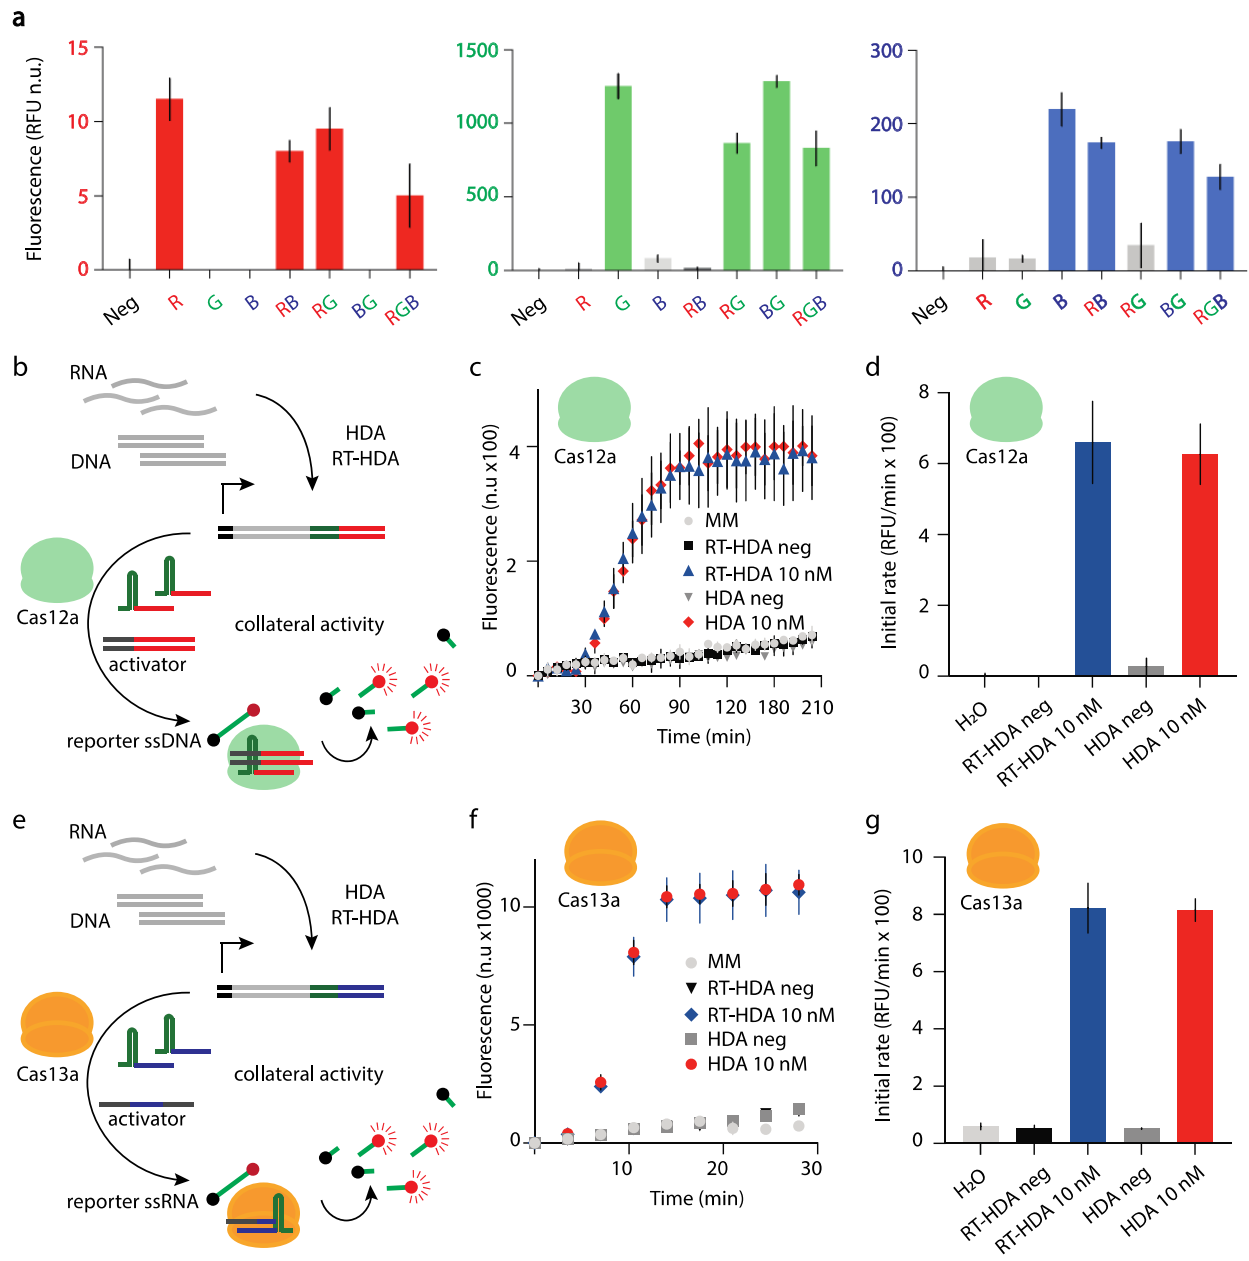 a
Fluorescence (RFU n.u.)
15
10
5
0
Neg
R
G
B
RB
RG
BG
RGB
1500
1000
500
0
R
G
B
RB
RG
BG
RGB
300
200
100
0
Neg
R
G
B
RB
RG
BG
RGB
b
RNA
DNA
HDA
RT-HDA
Cas12a
activator
collateral activity
reporter ssDNA
c
Cas12a
Fluorescence (n.u x100)
4
2
0
MM
RT-HDA neg
RT-HDA 10 nM
HDA neg
HDA 10 nM
30
60
90
120
180
210
Time (min)
d
Cas12a
Initial rate (RFU/min x 100)
8
6
4
2
0
H₂O
RT-HDA neg
RT-HDA 10 nM
HDA neg
HDA 10 nM
e
RNA
DNA
HDA
RT-HDA
Cas13a
activator
collateral activity
reporter ssRNA
f
Cas13a
Fluorescence (n.u x1000)
10
5
0
MM
RT-HDA neg
RT-HDA 10 nM
HDA neg
HDA 10 nM
10
20
30
Time (min)
g
Cas13a
Initial rate (RFU/min x 100)
10
8
6
4
2
0
H₂O
RT-HDA neg
RT-HDA 10 nM
HDA neg
HDA 10 nM